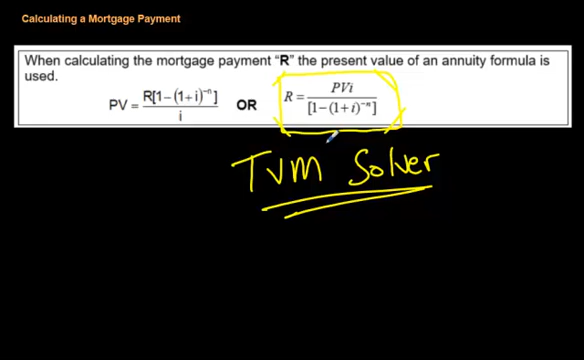 Calculating a Mortgage Payment
When calculating the mortgage payment “R” the present value of an annuity formula is
used.
PV = R[1-(1+i)⁻ⁿ] / i OR R = PVi / [1-(1+i)⁻ⁿ]
TVM Solver